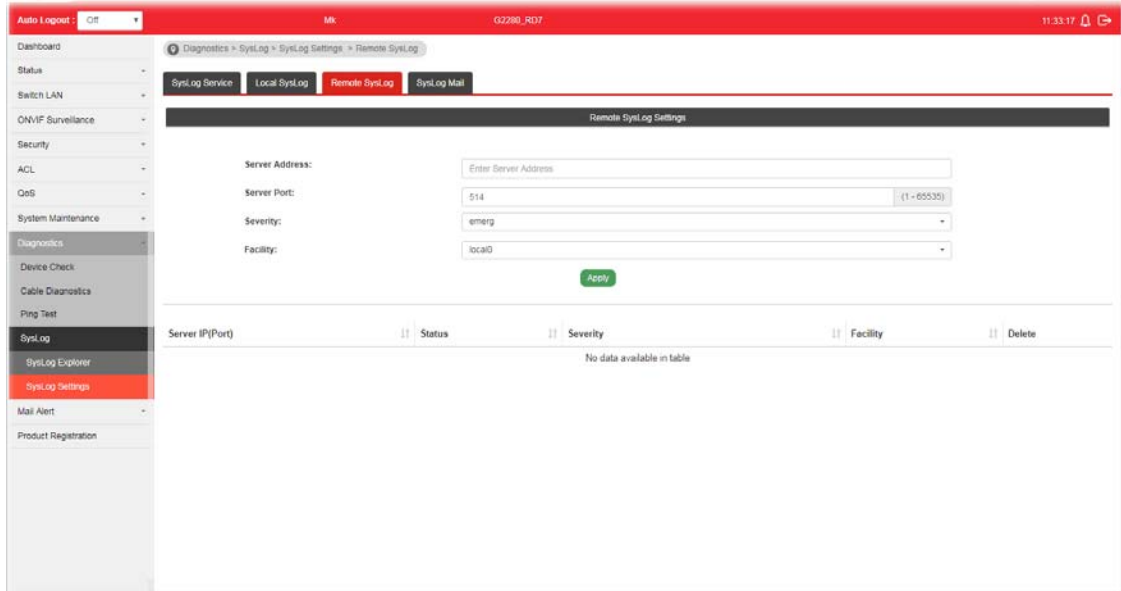 Auto Logout : Off Mk G2280_RD7 11:33:17
Dashboard
Status
Switch LAN
ONVIF Surveillance
Security
ACL
QoS
System Maintenance
Diagnostics
Device Check
Cable Diagnostics
Ping Test
SysLog
SysLog Explorer
SysLog Settings
Mail Alert
Product Registration
Diagnostics > SysLog > SysLog Settings > Remote SysLog
SysLog Service Local SysLog Remote SysLog SysLog Mail
Remote SysLog Settings
Server Address: Enter Server Address
Server Port: 514 (1 - 65535)
Severity: emerg
Facility: local0
Apply
Server IP(Port) Status Severity Facility Delete
No data available in table